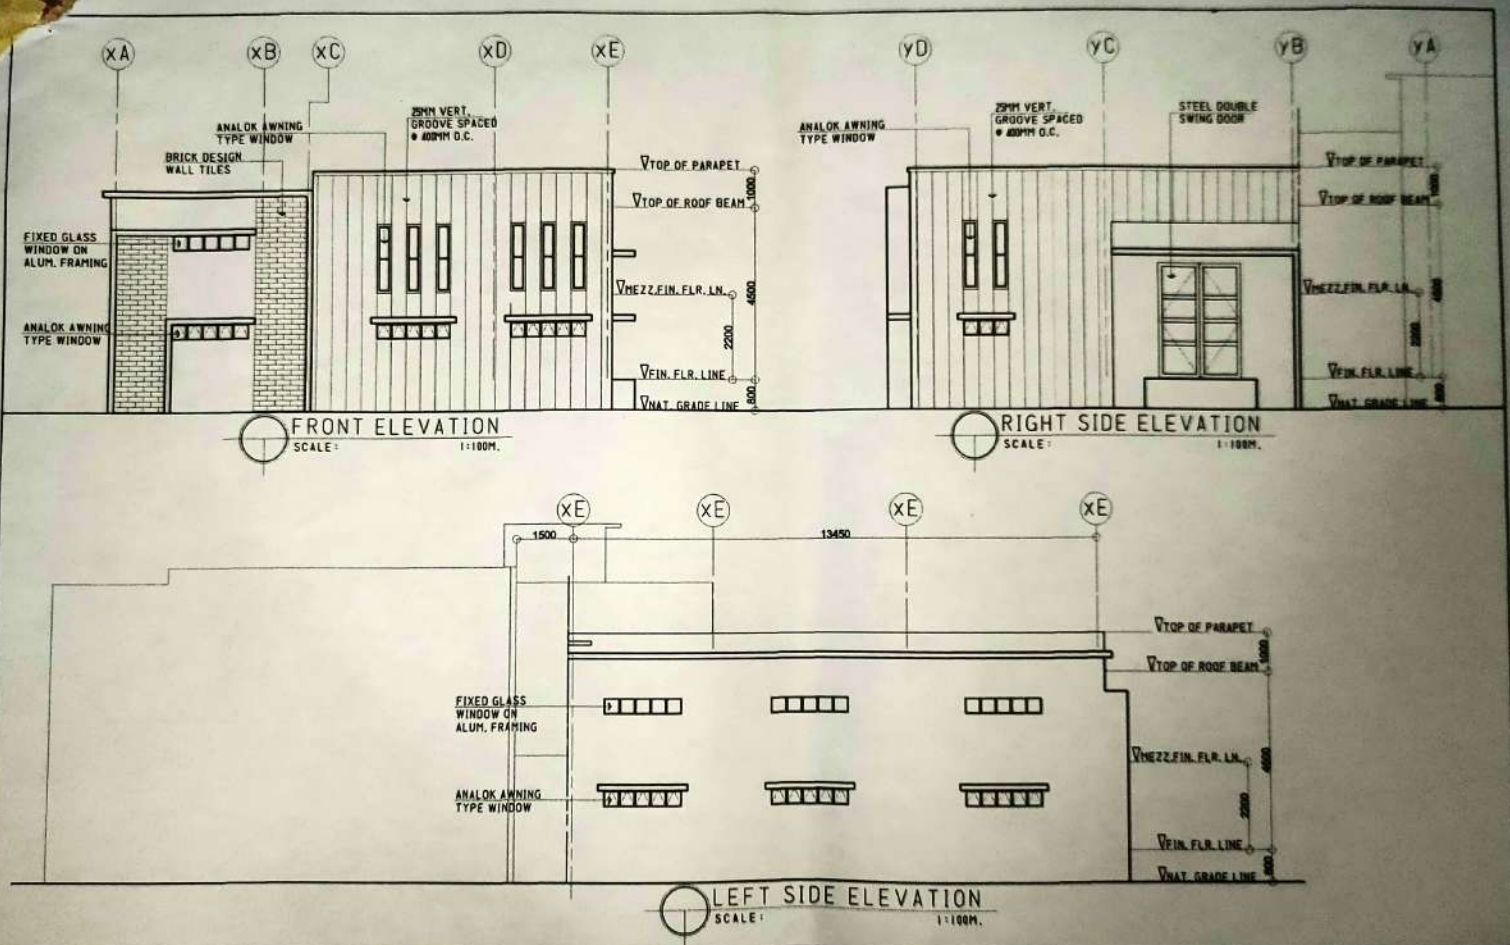 xA xB xC xD xE
ANALOK AWNING
TYPE WINDOW
25MM VERT.
GROOVE SPACED
@ 400MM O.C.
BRICK DESIGN
WALL TILES
FIXED GLASS
WINDOW ON
ALUM. FRAMING
ANALOK AWNING
TYPE WINDOW
TOP OF PARAPET
1000
TOP OF ROOF BEAM
MEZZ.FIN. FLR. LN.
4500
2200
FIN. FLR. LINE
NAT. GRADE LINE
800
FRONT ELEVATION
SCALE: 1:100M.
yD yC yB yA
ANALOK AWNING
TYPE WINDOW
25MM VERT.
GROOVE SPACED
@ 400MM O.C.
STEEL DOUBLE
SWING DOOR
TOP OF PARAPET
1000
TOP OF ROOF BEAM
MEZZ.FIN. FLR. LN.
2200
FIN. FLR. LINE
NAT. GRADE LINE
RIGHT SIDE ELEVATION
SCALE: 1:100M.
xE xE xE xE
1500 13450
TOP OF PARAPET
1000
TOP OF ROOF BEAM
FIXED GLASS
WINDOW ON
ALUM. FRAMING
MEZZ.FIN. FLR. LN.
ANALOK AWNING
TYPE WINDOW
2200
FIN. FLR. LINE
NAT. GRADE LINE
LEFT SIDE ELEVATION
SCALE: 1:100M.